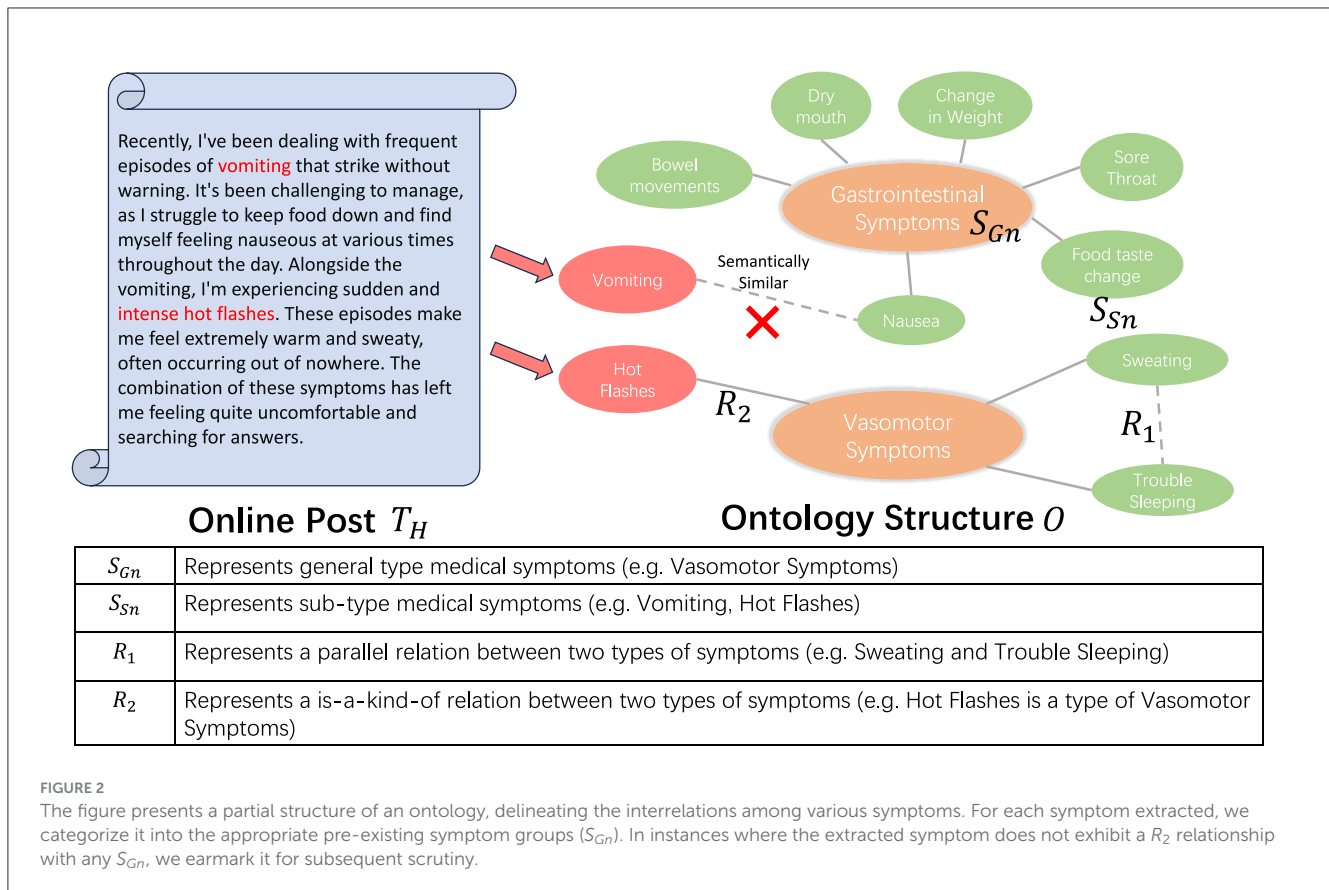 Recently, I've been dealing with frequent
episodes of vomiting that strike without
warning. It's been challenging to manage,
as I struggle to keep food down and find
myself feeling nauseous at various times
throughout the day. Alongside the
vomiting, I'm experiencing sudden and
intense hot flashes. These episodes make
me feel extremely warm and sweaty,
often occurring out of nowhere. The
combination of these symptoms has left
me feeling quite uncomfortable and
searching for answers.
Online Post T_H
Dry
mouth
Change
in Weight
Bowel
movements
Sore
Throat
Gastrointestinal
Symptoms
S_Gn
Food taste
change
S_Sn
Vomiting
Semantically
Similar
Nausea
Hot
Flashes
R_2
Vasomotor
Symptoms
Sweating
R_1
Trouble
Sleeping
Ontology Structure O
S_Gn Represents general type medical symptoms (e.g. Vasomotor Symptoms)
S_Sn Represents sub-type medical symptoms (e.g. Vomiting, Hot Flashes)
R_1 Represents a parallel relation between two types of symptoms (e.g. Sweating and Trouble Sleeping)
R_2 Represents a is-a-kind-of relation between two types of symptoms (e.g. Hot Flashes is a type of Vasomotor
Symptoms)
FIGURE 2
The figure presents a partial structure of an ontology, delineating the interrelations among various symptoms. For each symptom extracted, we
categorize it into the appropriate pre-existing symptom groups (S_Gn). In instances where the extracted symptom does not exhibit a R_2 relationship
with any S_Gn, we earmark it for subsequent scrutiny.